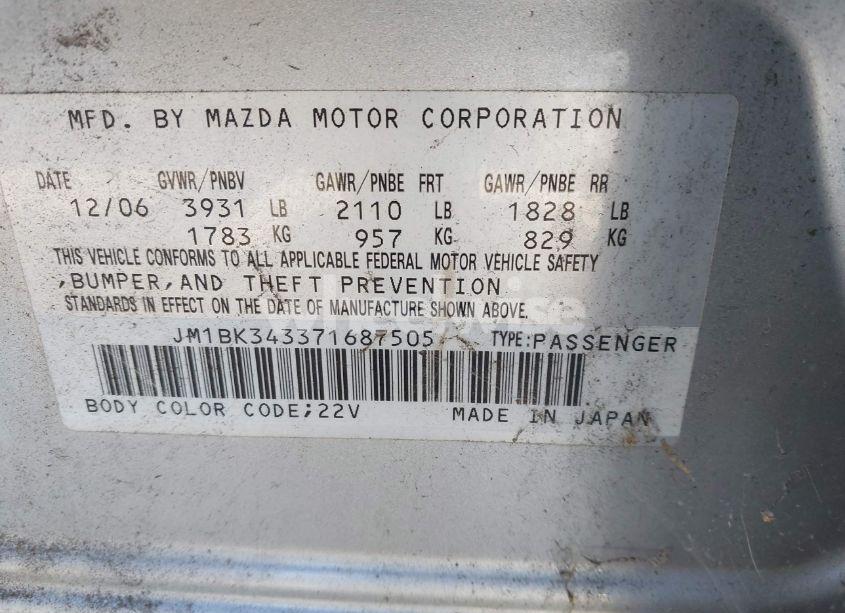 MFD. BY MAZDA MOTOR CORPORATION
DATE GVWR/PNBV GAWR/PNBE FRT GAWR/PNBE RR
12/06 3931 LB 2110 LB 1828 LB
1783 KG 957 KG 829 KG
THIS VEHICLE CONFORMS TO ALL APPLICABLE FEDERAL MOTOR VEHICLE SAFETY
,BUMPER,AND THEFT PREVENTION
STANDARDS IN EFFECT ON THE DATE OF MANUFACTURE SHOWN ABOVE.
JM1BK343371687505 TYPE:PASSENGER
BODY COLOR CODE;22V MADE IN JAPAN